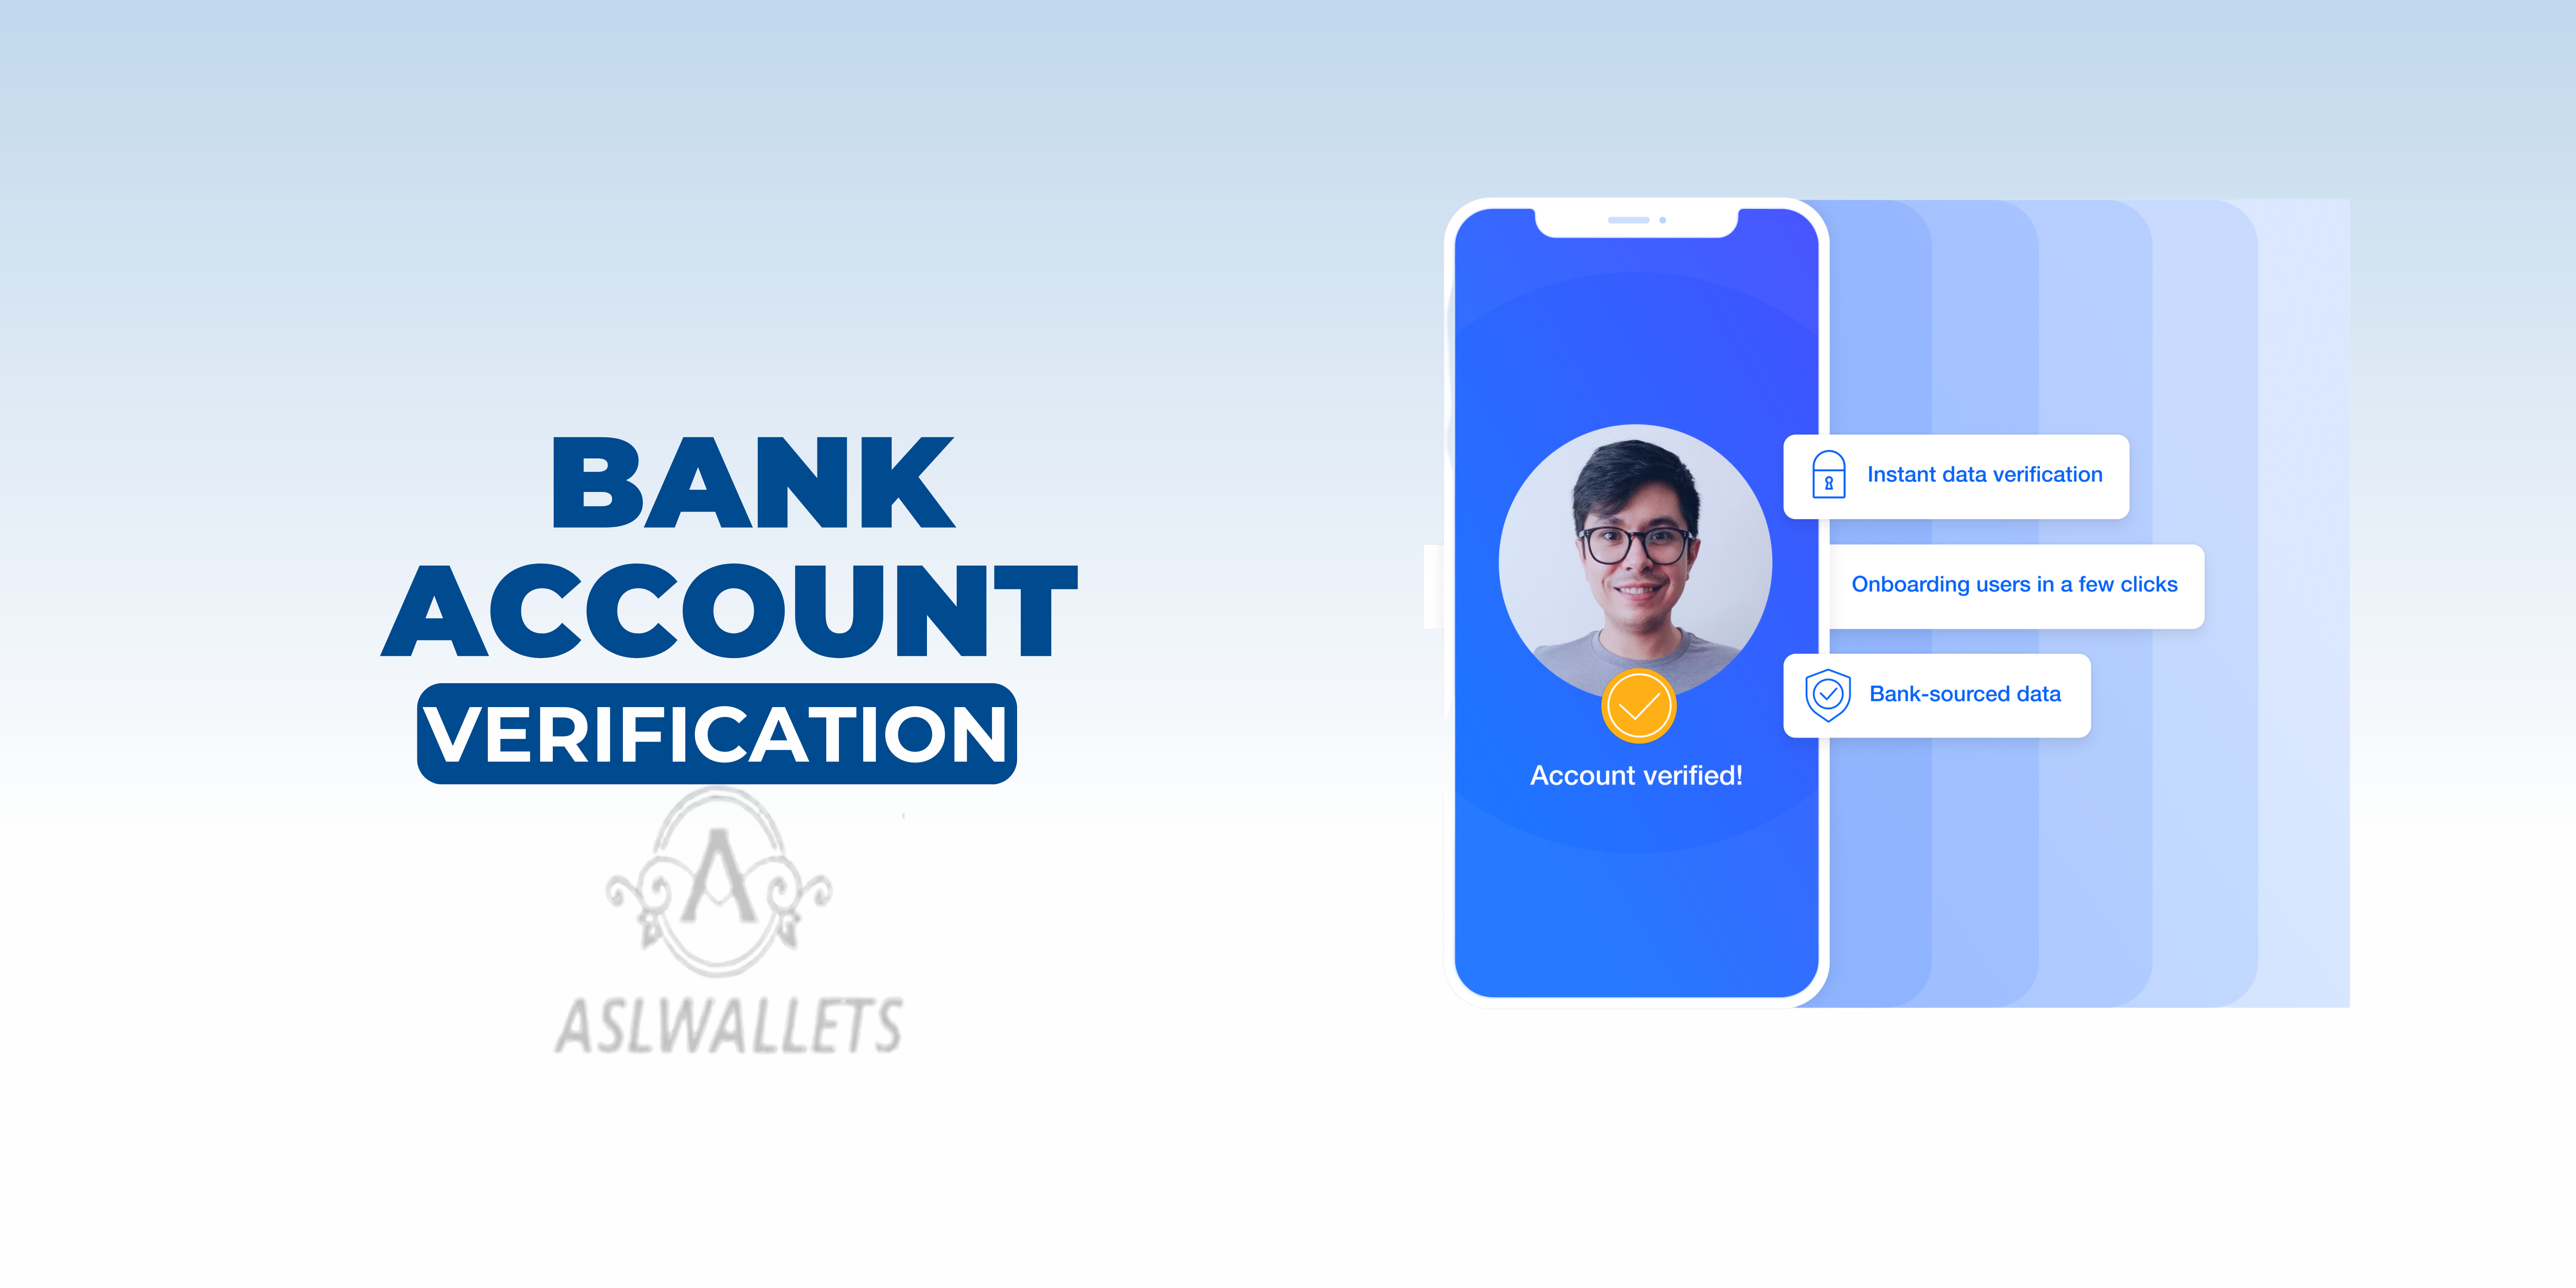 BANK
ACCOUNT
VERIFICATION
A
ASLWALLETS
Account verified!
Instant data verification
Onboarding users in a few clicks
Bank-sourced data